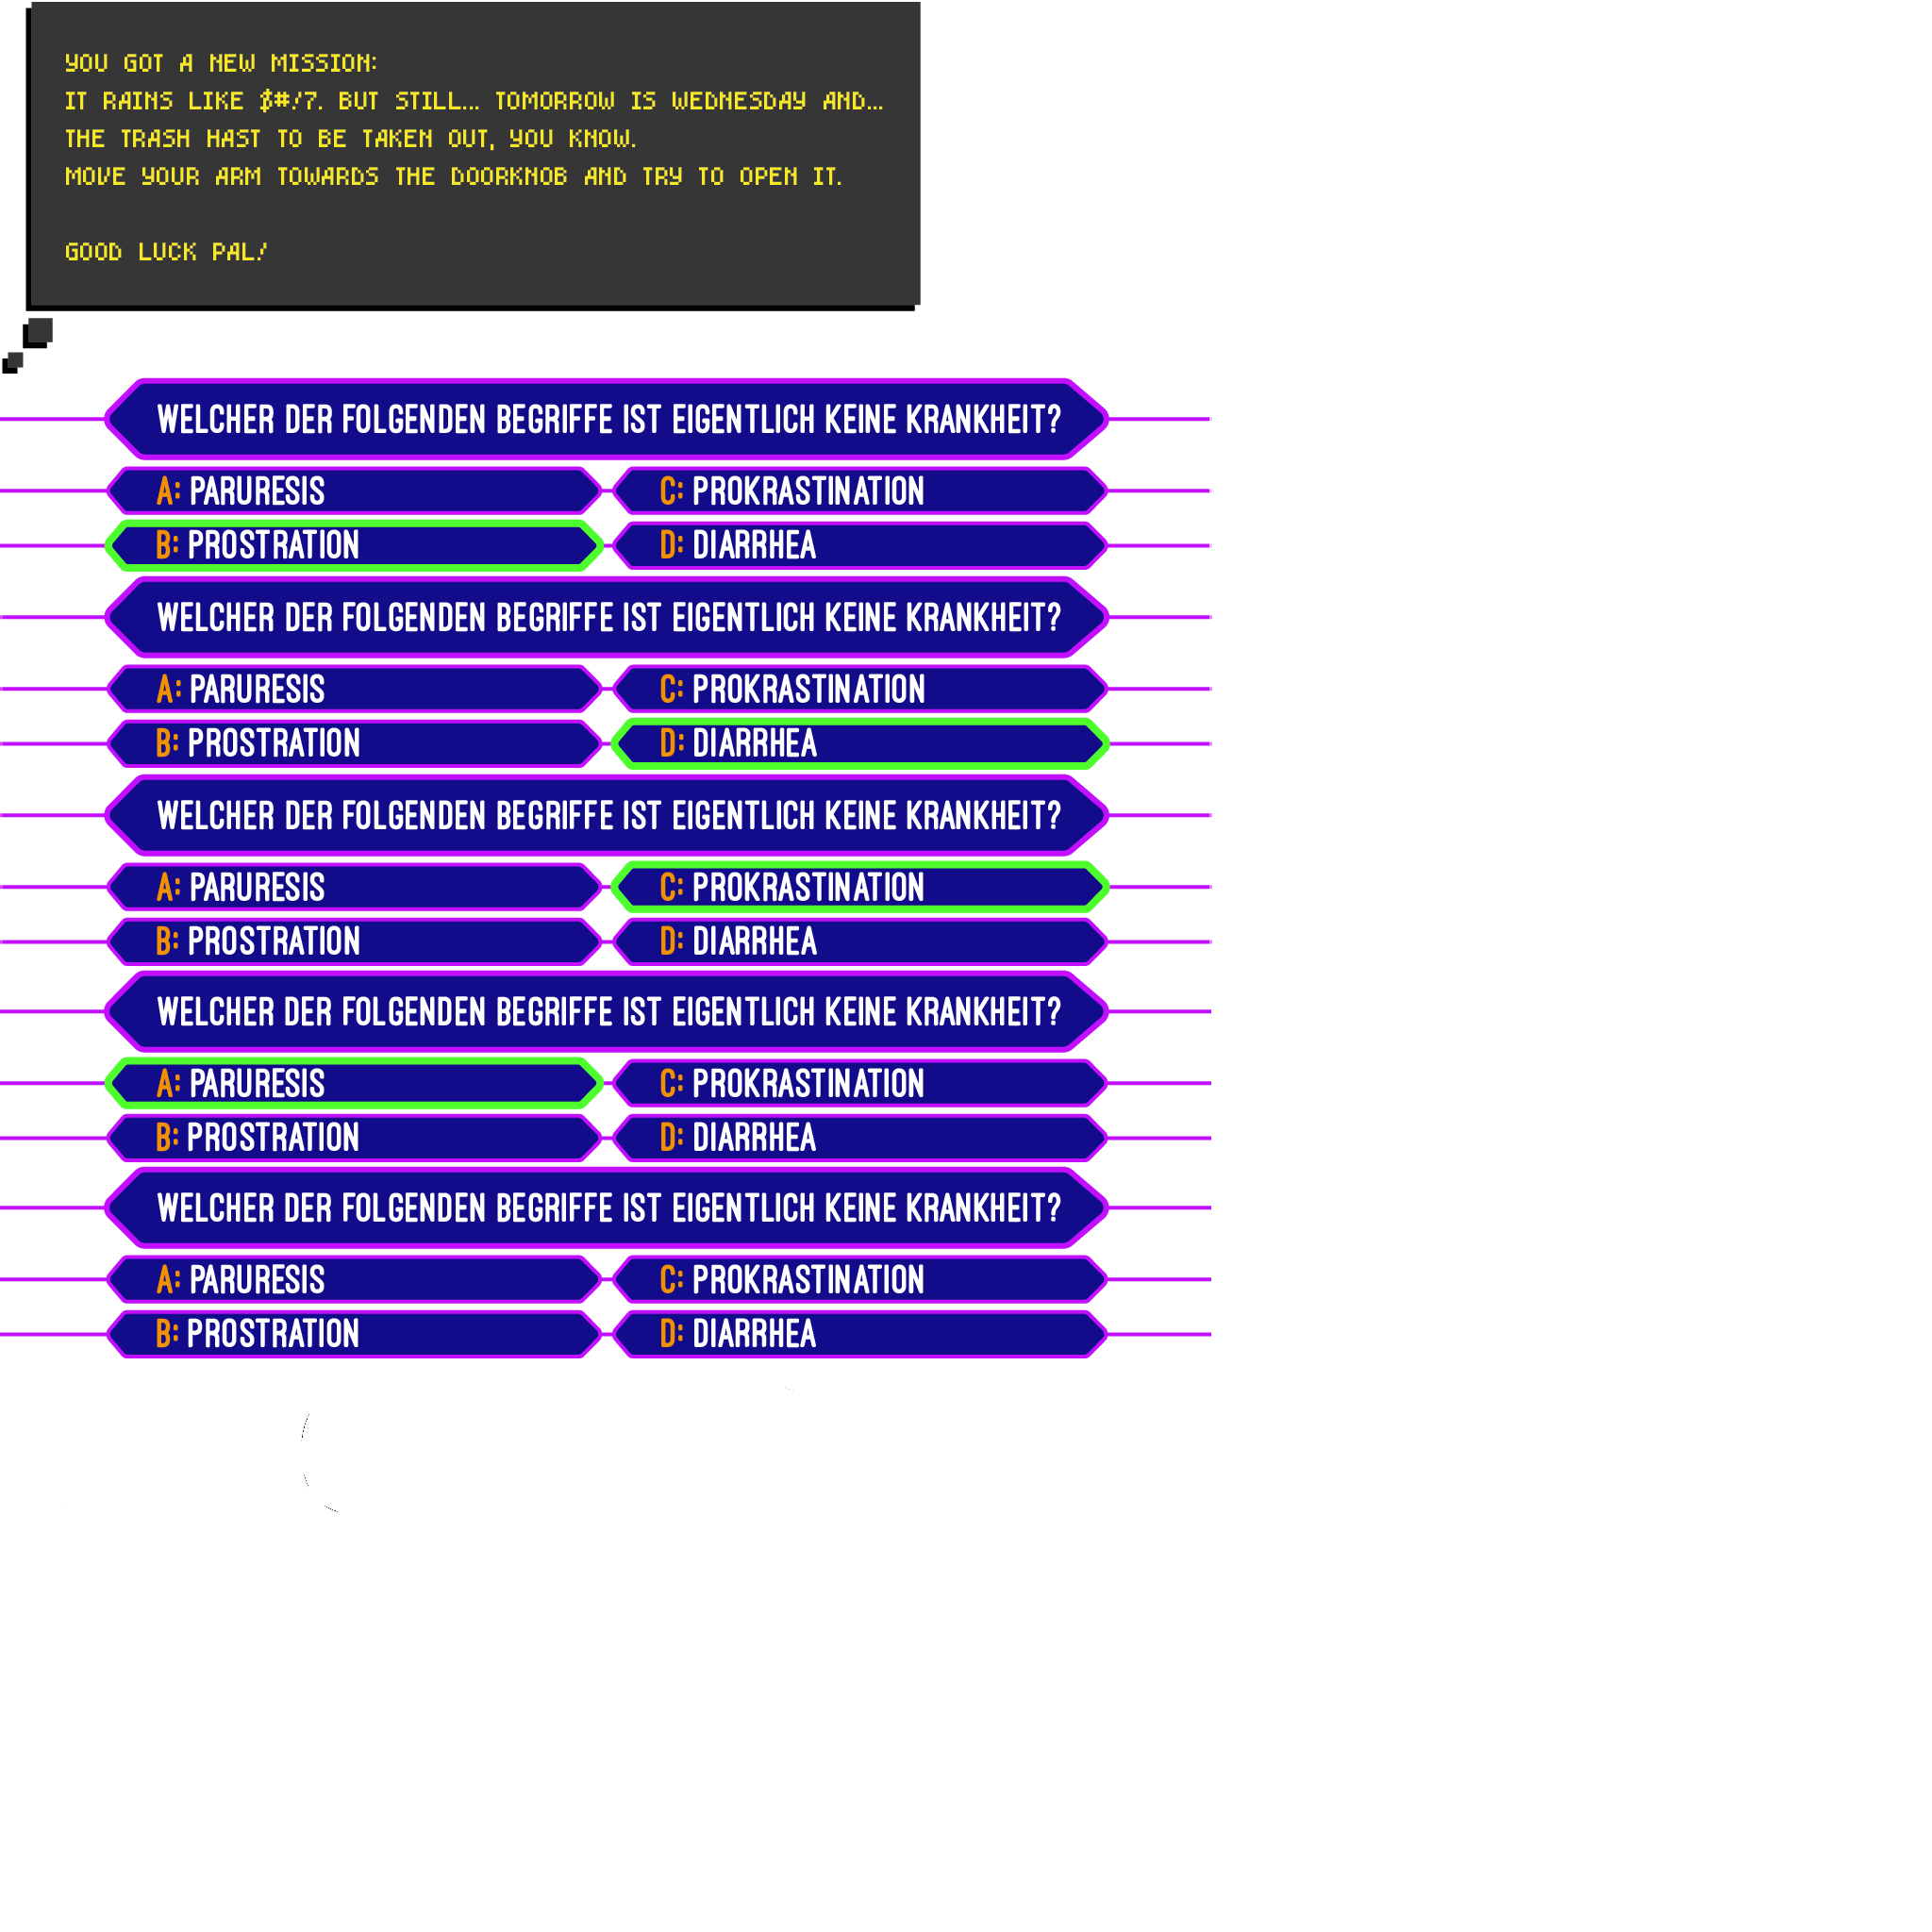 YOU GOT A NEW MISSION:
IT RAINS LIKE $#!7. BUT STILL... TOMORROW IS WEDNESDAY AND...
THE TRASH HAST TO BE TAKEN OUT, YOU KNOW.
MOVE YOUR ARM TOWARDS THE DOORKNOB AND TRY TO OPEN IT.
GOOD LUCK PAL!
WELCHER DER FOLGENDEN BEGRIFFE IST EIGENTLICH KEINE KRANKHEIT?
A: PARURESIS C: PROKRASTINATION
B: PROSTRATION D: DIARRHEA
WELCHER DER FOLGENDEN BEGRIFFE IST EIGENTLICH KEINE KRANKHEIT?
A: PARURESIS C: PROKRASTINATION
B: PROSTRATION D: DIARRHEA
WELCHER DER FOLGENDEN BEGRIFFE IST EIGENTLICH KEINE KRANKHEIT?
A: PARURESIS C: PROKRASTINATION
B: PROSTRATION D: DIARRHEA
WELCHER DER FOLGENDEN BEGRIFFE IST EIGENTLICH KEINE KRANKHEIT?
A: PARURESIS C: PROKRASTINATION
B: PROSTRATION D: DIARRHEA
WELCHER DER FOLGENDEN BEGRIFFE IST EIGENTLICH KEINE KRANKHEIT?
A: PARURESIS C: PROKRASTINATION
B: PROSTRATION D: DIARRHEA